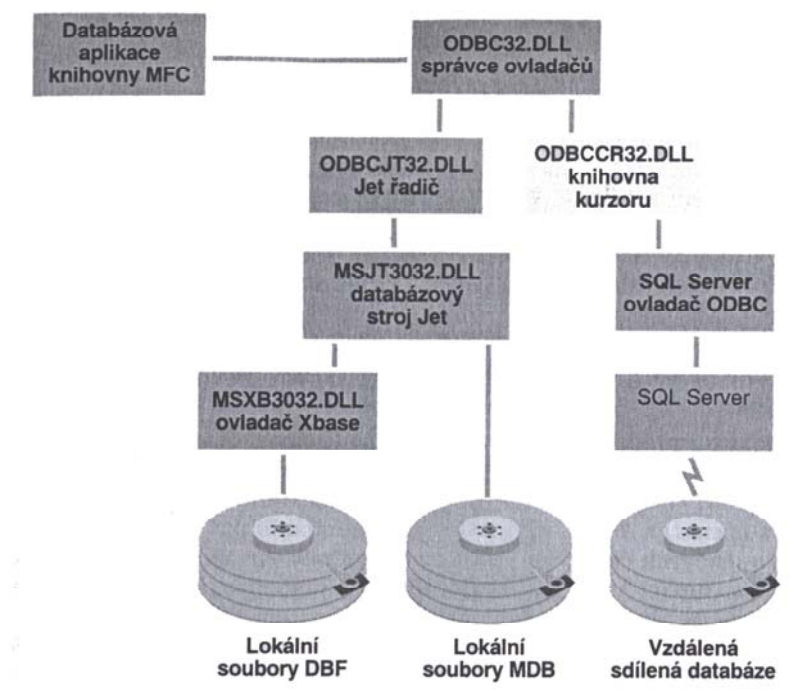 Databázová
aplikace
knihovny MFC
ODBC32.DLL
správce ovladačů
ODBCJT32.DLL
Jet řadič
ODBCCR32.DLL
knihovna
kurzoru
MSJT3032.DLL
databázový
stroj Jet
SQL Server
ovladač ODBC
MSXB3032.DLL
ovladač Xbase
SQL Server
Lokální
soubory DBF
Lokální
soubory MDB
Vzdálená
sdílená databáze